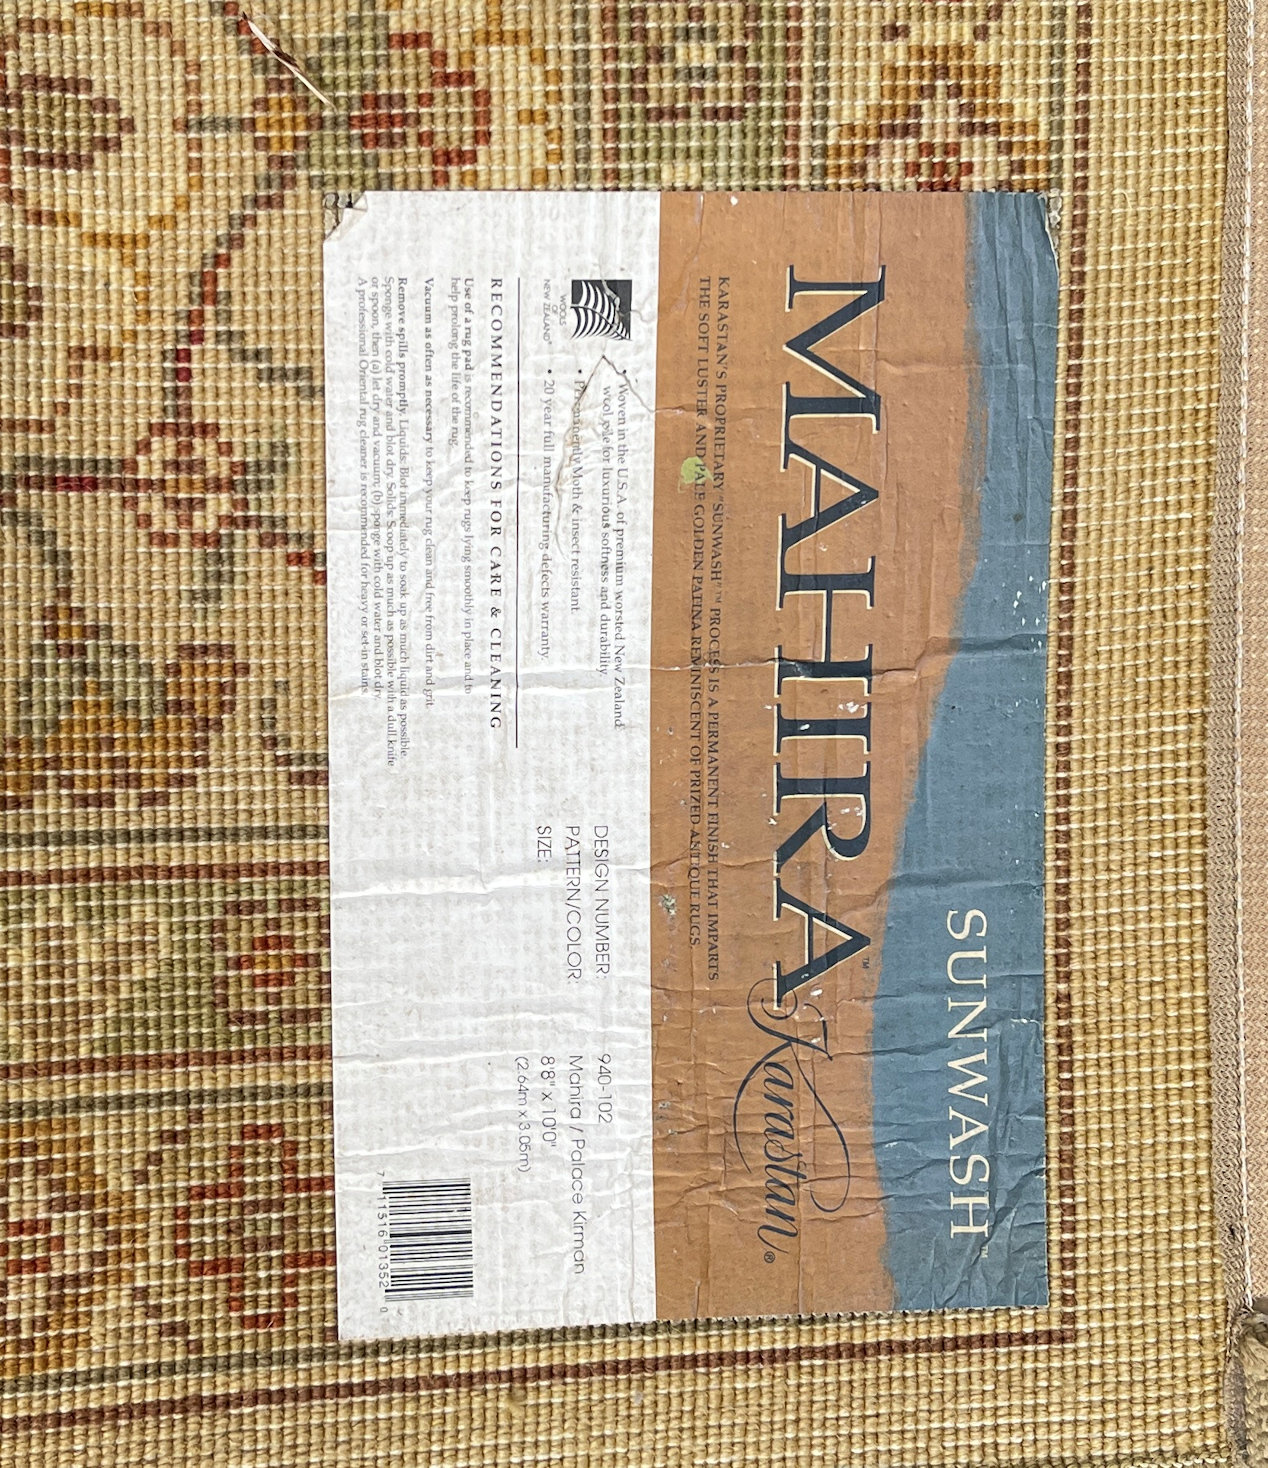 SUNWASH™
MAHIRA™
Karastan®
KARASTAN'S PROPRIETARY "SUNWASH"™ PROCESS IS A PERMANENT FINISH THAT IMPARTS
THE SOFT LUSTER AND PALE GOLDEN PATINA REMINISCENT OF PRIZED ANTIQUE RUGS.
WOOLS
OF
NEW ZEALAND®
• Woven in the U.S.A. of premium worsted New Zealand
wool pile for luxurious softness and durability.
• Permanently Moth & insect resistant.
• 20 year full manufacturing defects warranty.
RECOMMENDATIONS FOR CARE & CLEANING
Use of a rug pad is recommended to keep rugs lying smoothly in place and to
help prolong the life of the rug.
Vacuum as often as necessary to keep your rug clean and free from dirt and grit.
Remove spills promptly. Liquids: Blot immediately to soak up as much liquid as possible.
Sponge with cold water and blot dry. Solids: Scoop up as much as possible with a dull knife
or spoon, then (a) let dry and vacuum; (b) sponge with cold water and blot dry.
A professional Oriental rug cleaner is recommended for heavy or set-in stains.
DESIGN NUMBER: 940-102
PATTERN/COLOR: Mahira / Palace Kirman
SIZE: 8'8" x 10'0"
(2.64m x 3.05m)
7 11516 01352 0